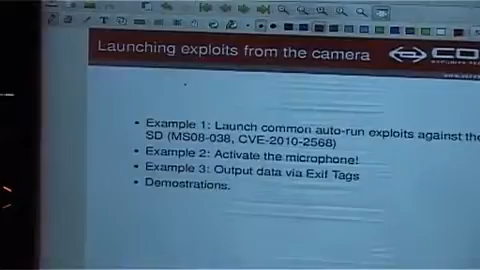 Launching exploits from the camera
CO
• Example 1: Launch common auto-run exploits against the
SD (MS08-038, CVE-2010-2568)
• Example 2: Activate the microphone!
• Example 3: Output data via Exif Tags
• Demostrations.